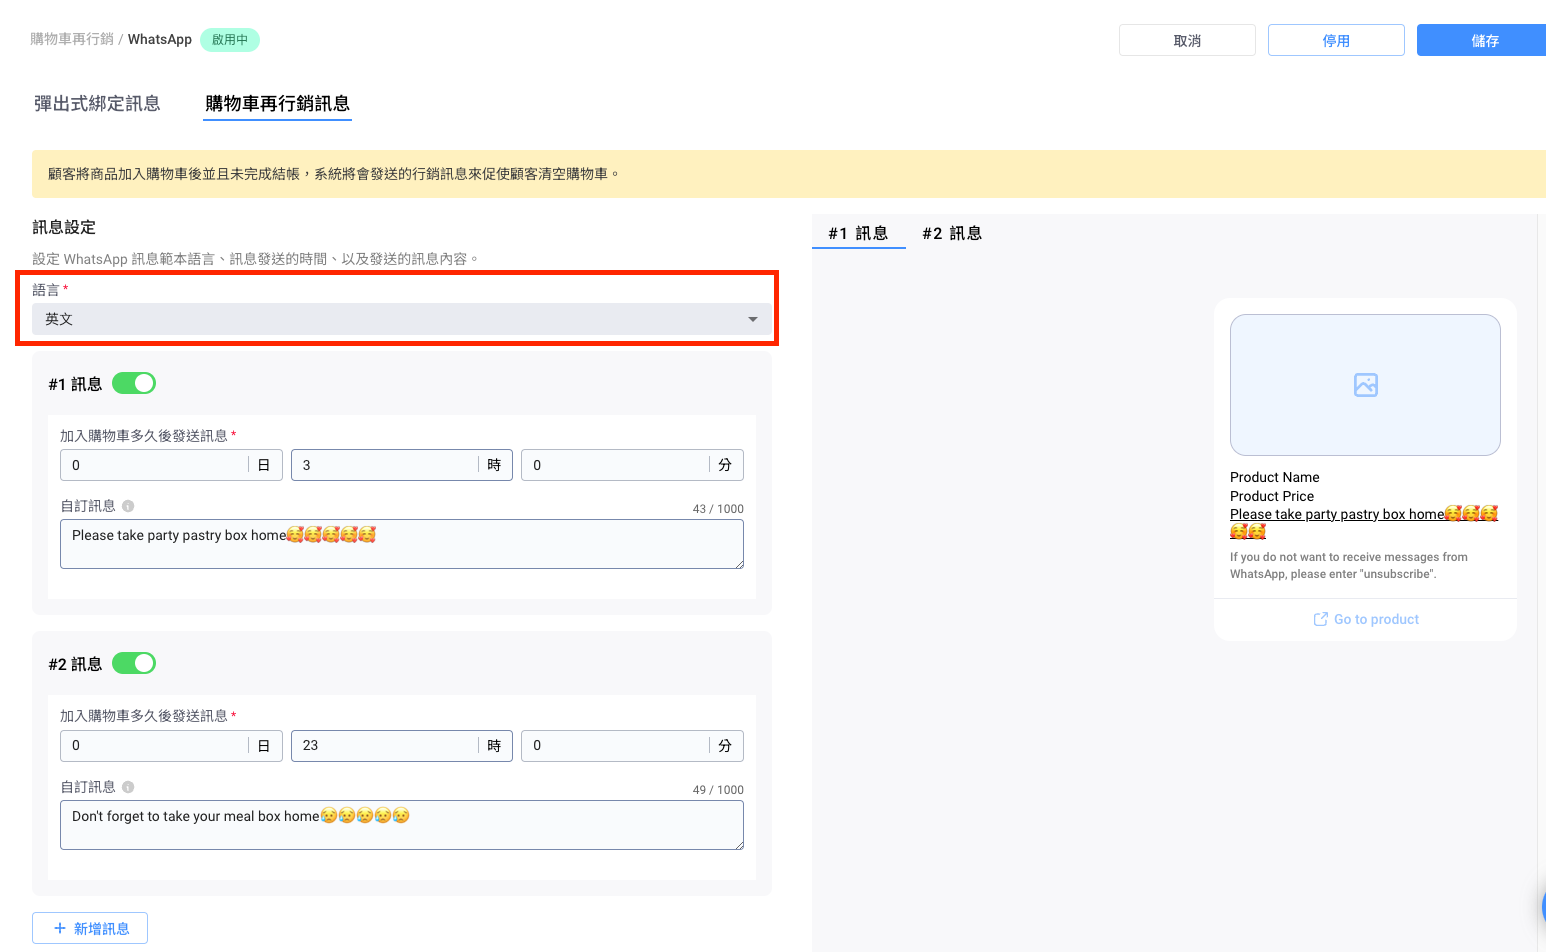 購物車再行銷 / WhatsApp 啟用中
取消 停用 儲存
彈出式綁定訊息 購物車再行銷訊息
顧客將商品加入購物車後並且未完成結帳，系統將會發送的行銷訊息來促使顧客清空購物車。
訊息設定
設定 WhatsApp 訊息範本語言、訊息發送的時間、以及發送的訊息內容。
語言 *
英文
#1 訊息
加入購物車多久後發送訊息 *
0 日 3 時 0 分
自訂訊息 43 / 1000
Please take party pastry box home🥰🥰🥰🥰🥰
#2 訊息
加入購物車多久後發送訊息 *
0 日 23 時 0 分
自訂訊息 49 / 1000
Don't forget to take your meal box home😥😥😥😥😥
+ 新增訊息
#1 訊息 #2 訊息
Product Name
Product Price
Please take party pastry box home🥰🥰🥰
🥰🥰
If you do not want to receive messages from
WhatsApp, please enter "unsubscribe".
Go to product